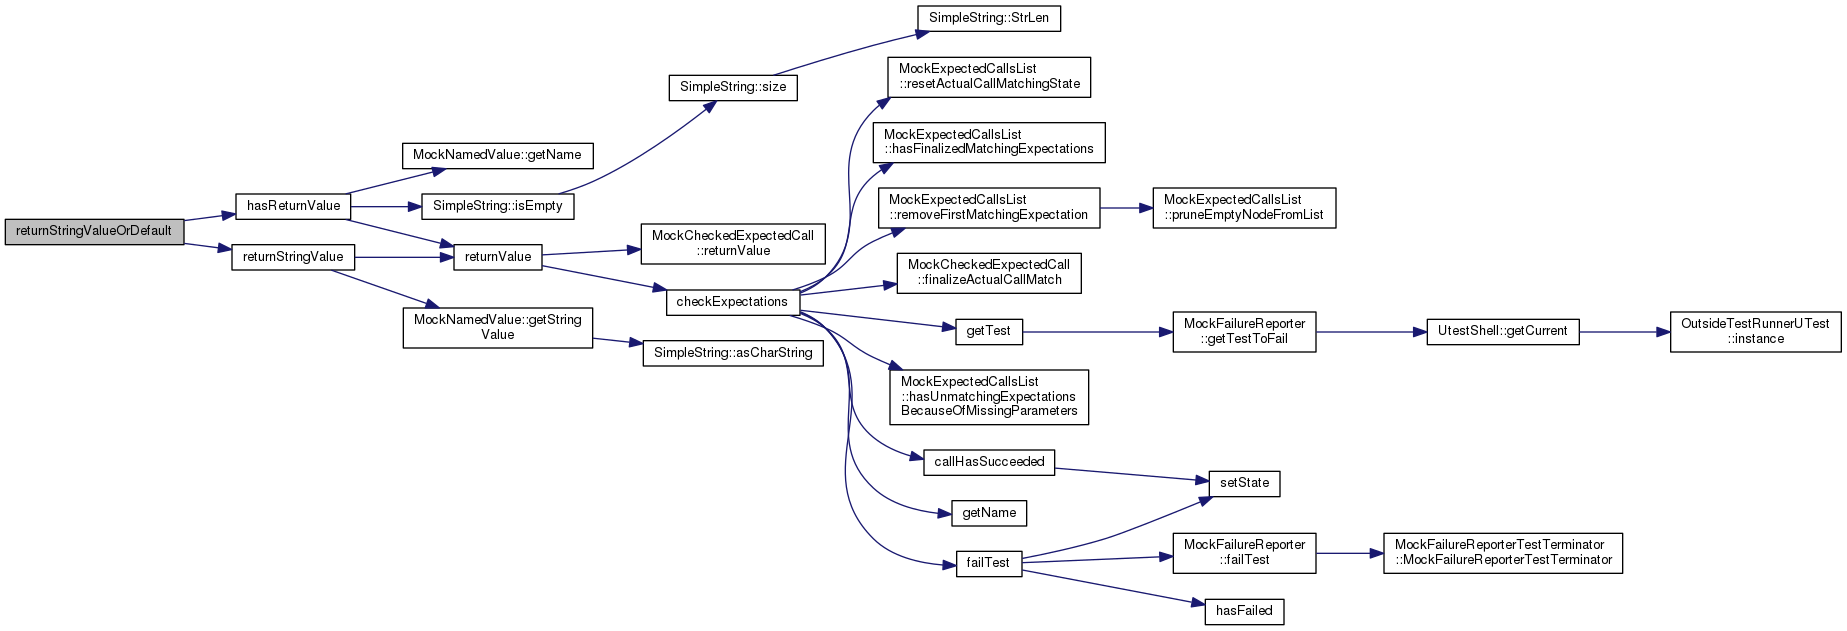 returnStringValueOrDefault
hasReturnValue
returnStringValue
MockNamedValue::getName
SimpleString::isEmpty
returnValue
MockNamedValue::getString
Value
SimpleString::size
MockCheckedExpectedCall
::returnValue
checkExpectations
SimpleString::asCharString
SimpleString::StrLen
MockExpectedCallsList
::resetActualCallMatchingState
MockExpectedCallsList
::hasFinalizedMatchingExpectations
MockExpectedCallsList
::removeFirstMatchingExpectation
MockCheckedExpectedCall
::finalizeActualCallMatch
getTest
MockExpectedCallsList
::hasUnmatchingExpectations
BecauseOfMissingParameters
callHasSucceeded
getName
failTest
MockExpectedCallsList
::pruneEmptyNodeFromList
MockFailureReporter
::getTestToFail
setState
MockFailureReporter
::failTest
hasFailed
UtestShell::getCurrent
MockFailureReporterTestTerminator
::MockFailureReporterTestTerminator
OutsideTestRunnerUTest
::instance